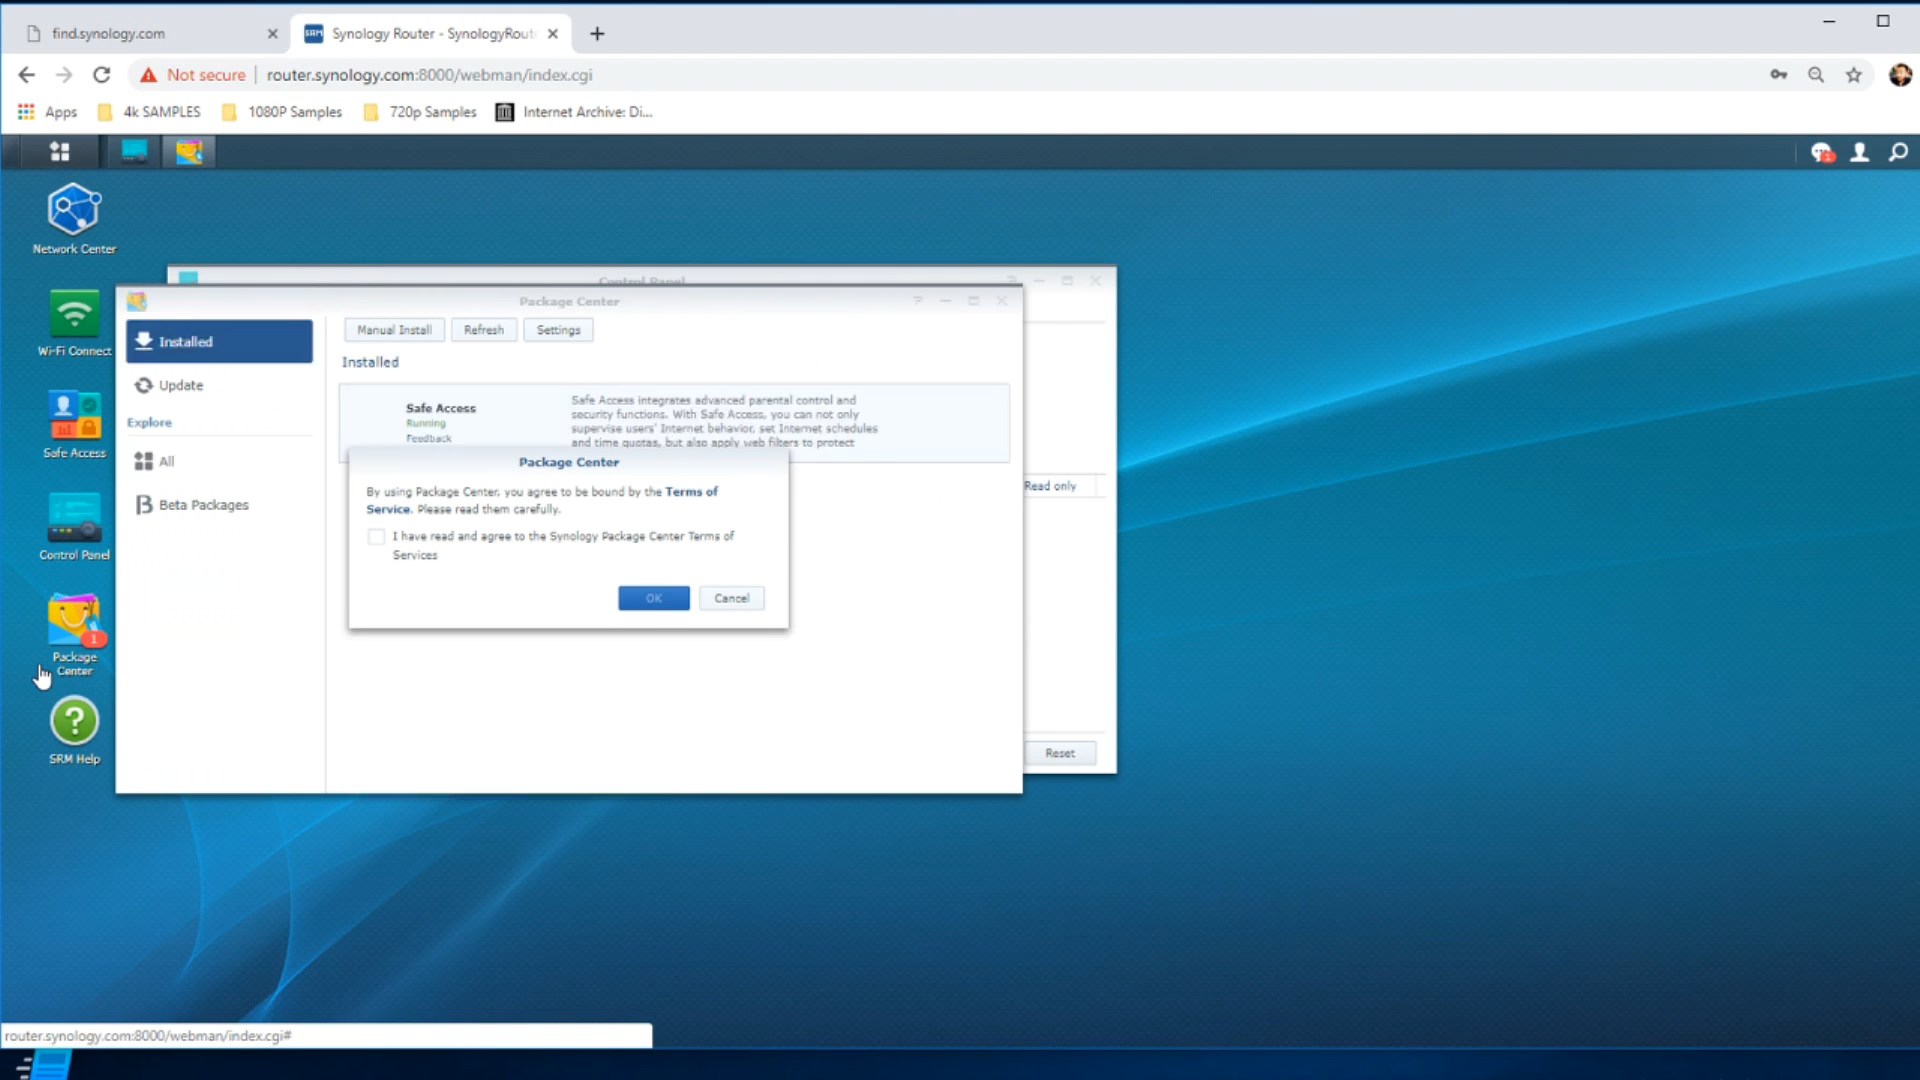 find.synology.com
SRM
Synology Router - SynologyRout
Not secure
router.synology.com:8000/webman/index.cgi
Apps
4k SAMPLES
1080P Samples
720p Samples
Internet Archive: Di...
Network Center
Wi-Fi Connect
Safe Access
Control Panel
1
Package
Center
SRM Help
Control Panel
Read only
Reset
Package Center
Installed
Update
Explore
All
Beta Packages
Manual Install
Refresh
Settings
Installed
Safe Access
Running
Feedback
Safe Access integrates advanced parental control and
security functions. With Safe Access, you can not only
supervise users' Internet behavior, set Internet schedules
and time quotas, but also apply web filters to protect
Package Center
By using Package Center, you agree to be bound by the Terms of
Service. Please read them carefully.
I have read and agree to the Synology Package Center Terms of
Services
OK
Cancel
router.synology.com:8000/webman/index.cgi#